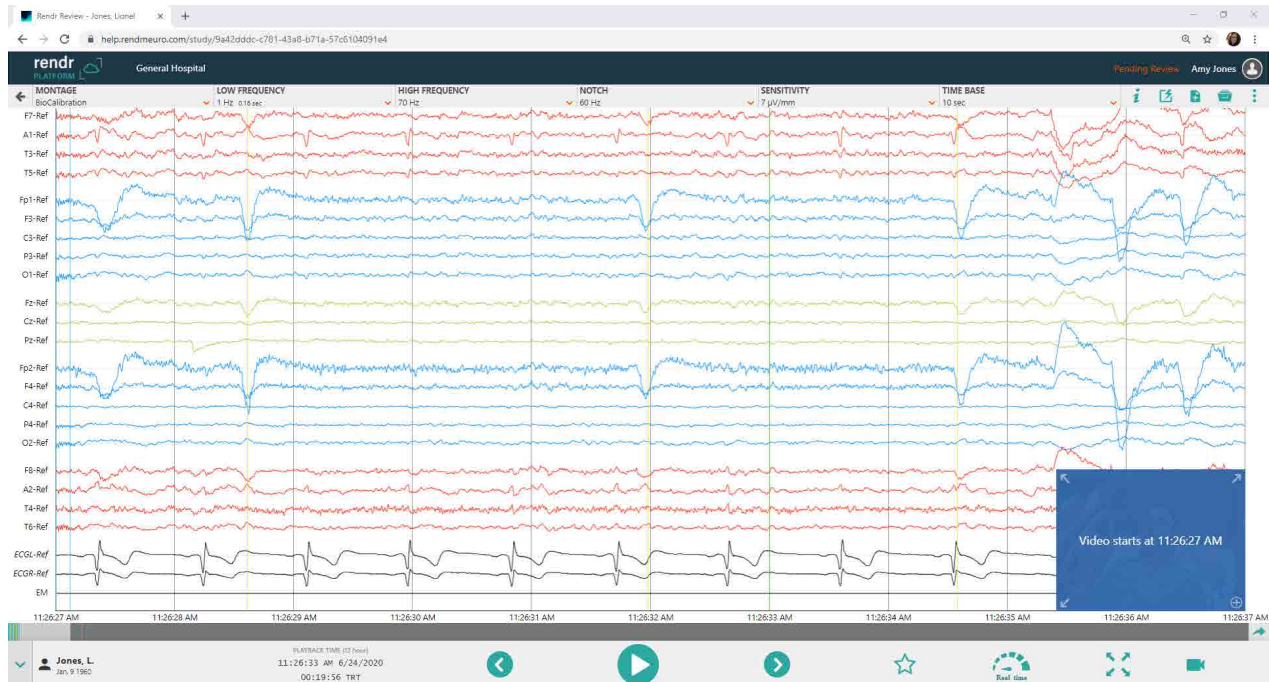 Rendr Review - Jones, Lionel
help.rendrneuro.com/study/9a42dddc-c781-43a8-b71a-57c6104091e4
rendr
PLATFORM
General Hospital
Pending Review
Amy Jones
MONTAGE
BioCalibration
LOW FREQUENCY
1 Hz 0.16 sec
HIGH FREQUENCY
70 Hz
NOTCH
60 Hz
SENSITIVITY
7 µV/mm
TIME BASE
10 sec
F7-Ref
A1-Ref
T3-Ref
T5-Ref
Fp1-Ref
F3-Ref
C3-Ref
P3-Ref
O1-Ref
Fz-Ref
Cz-Ref
Pz-Ref
Fp2-Ref
F4-Ref
C4-Ref
P4-Ref
O2-Ref
F8-Ref
A2-Ref
T4-Ref
T6-Ref
ECGL-Ref
ECGR-Ref
EM
Video starts at 11:26:27 AM
11:26:27 AM 11:26:28 AM 11:26:29 AM 11:26:30 AM 11:26:31 AM 11:26:32 AM 11:26:33 AM 11:26:34 AM 11:26:35 AM 11:26:36 AM 11:26:37 AM
Jones, L.
Jan, 9 1960
PLAYBACK TIME (12 hour)
11:26:33 AM 6/24/2020
00:19:56 TRT
Real time